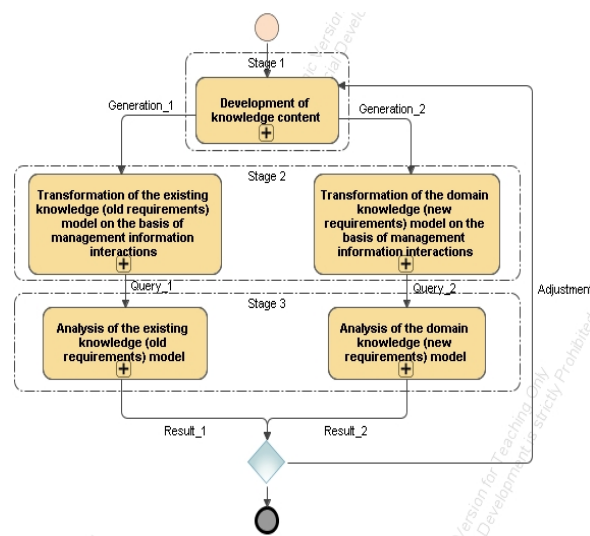 Stage 1
Development of
knowledge content
Generation_1
Generation_2
Stage 2
Transformation of the existing
knowledge (old requirements)
model on the basis of
management information
interactions
Transformation of the domain
knowledge (new
requirements) model on the
basis of management
information interactions
Query_1
Query_2
Adjustment
Stage 3
Analysis of the existing
knowledge (old
requirements) model
Analysis of the domain
knowledge (new
requirements) model
Result_1
Result_2
Version for Teaching Only
Development is strictly Prohibited